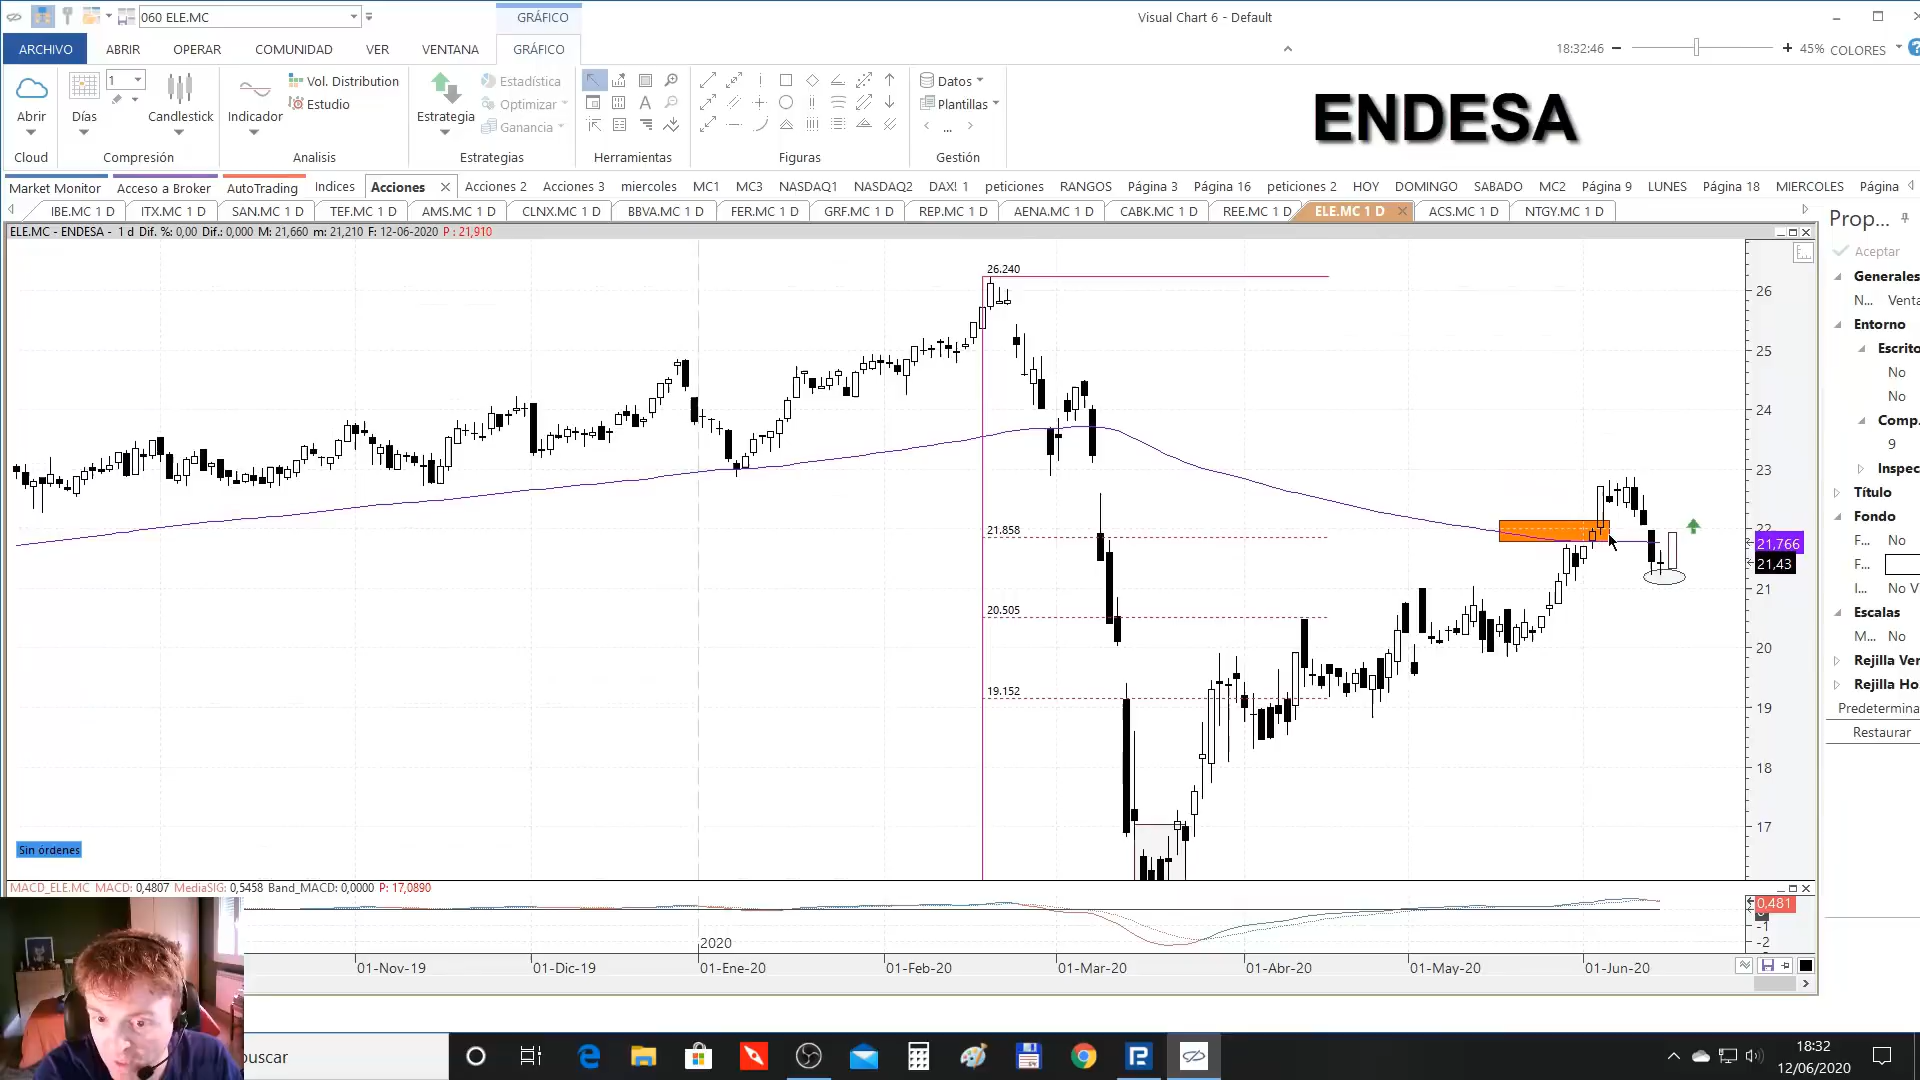 060 ELE.MC
GRÁFICO
Visual Chart 6 - Default
ARCHIVO
ABRIR
OPERAR
COMUNIDAD
VER
VENTANA
GRÁFICO
18:32:46
45%
COLORES
1
Vol. Distribution
Estadística
Datos
Estudio
Optimizar
Plantillas
Abrir
Días
Candlestick
Indicador
Estrategia
Ganancia
...
Cloud
Compresión
Analisis
Estrategias
Herramientas
Figuras
Gestión
ENDESA
Market Monitor
Acceso a Broker
AutoTrading
Indices
Acciones
Acciones 2
Acciones 3
miercoles
MC1
MC3
NASDAQ1
NASDAQ2
DAX! 1
peticiones
RANGOS
Página 3
Página 16
peticiones 2
HOY
DOMINGO
SABADO
MC2
Página 9
LUNES
Página 18
MIERCOLES
Página
IBE.MC 1 D
ITX.MC 1 D
SAN.MC 1 D
TEF.MC 1 D
AMS.MC 1 D
CLNX.MC 1 D
BBVA.MC 1 D
FER.MC 1 D
GRF.MC 1 D
REP.MC 1 D
AENA.MC 1 D
CABK.MC 1 D
REE.MC 1 D
ELE.MC 1 D
ACS.MC 1 D
NTGY.MC 1 D
ELE.MC - ENDESA - 1 d Dif. %: 0,00 Dif.: 0,000 M: 21,660 m: 21,210 F: 12-06-2020 P : 21,910
26.240
21.858
20.505
19.152
26
25
24
23
22
21,766
21,43
21
20
19
18
17
Sin órdenes
MACD_ELE.MC MACD: 0,4807 MediaSIG: 0,5458 Band_MACD: 0,0000 P: 17,0890
0,481
0
-1
-2
2020
01-Nov-19
01-Dic-19
01-Ene-20
01-Feb-20
01-Mar-20
01-Abr-20
01-May-20
01-Jun-20
Prop...
Aceptar
Generales
N... Venta
Entorno
Escrito
No
No
Comp.
9
Inspec
Título
Fondo
F... No
F...
I... No V
Escalas
M... No
Rejilla Ver
Rejilla Ho
Predetermina
Restaurar
buscar
18:32
12/06/2020